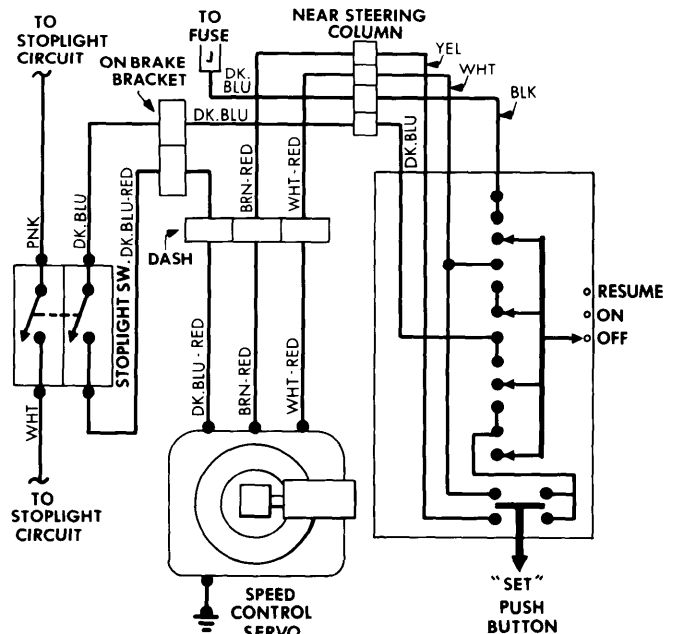 TO
STOPLIGHT
CIRCUIT
TO
FUSE
J
NEAR STEERING
COLUMN
ON BRAKE
BRACKET
DK.
BLU
YEL
WHT
BLK
DK.BLU
DK.BLU
PNK
DK.BLU
DK.BLU-RED
BRN-RED
WHT-RED
DASH
STOPLIGHT SW.
RESUME
ON
OFF
DK.BLU-RED
BRN-RED
WHT-RED
WHT
TO
STOPLIGHT
CIRCUIT
SPEED
CONTROL
SERVO
"SET"
PUSH
BUTTON